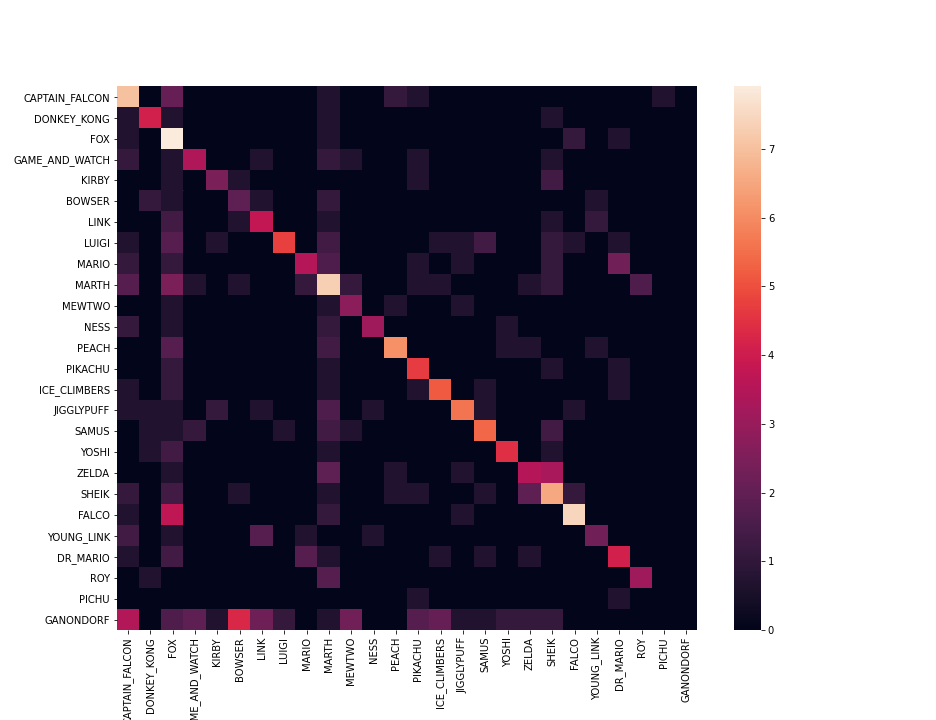 CAPTAIN_FALCON
DONKEY_KONG
FOX
GAME_AND_WATCH
KIRBY
BOWSER
LINK
LUIGI
MARIO
MARTH
MEWTWO
NESS
PEACH
PIKACHU
ICE_CLIMBERS
JIGGLYPUFF
SAMUS
YOSHI
ZELDA
SHEIK
FALCO
YOUNG_LINK
DR_MARIO
ROY
PICHU
GANONDORF
7
6
5
4
3
2
1
0
APTAIN_FALCON
DONKEY_KONG
FOX
ME_AND_WATCH
KIRBY
BOWSER
LINK
LUIGI
MARIO
MARTH
MEWTWO
NESS
PEACH
PIKACHU
ICE_CLIMBERS
JIGGLYPUFF
SAMUS
YOSHI
ZELDA
SHEIK
FALCO
YOUNG_LINK
DR_MARIO
ROY
PICHU
GANONDORF